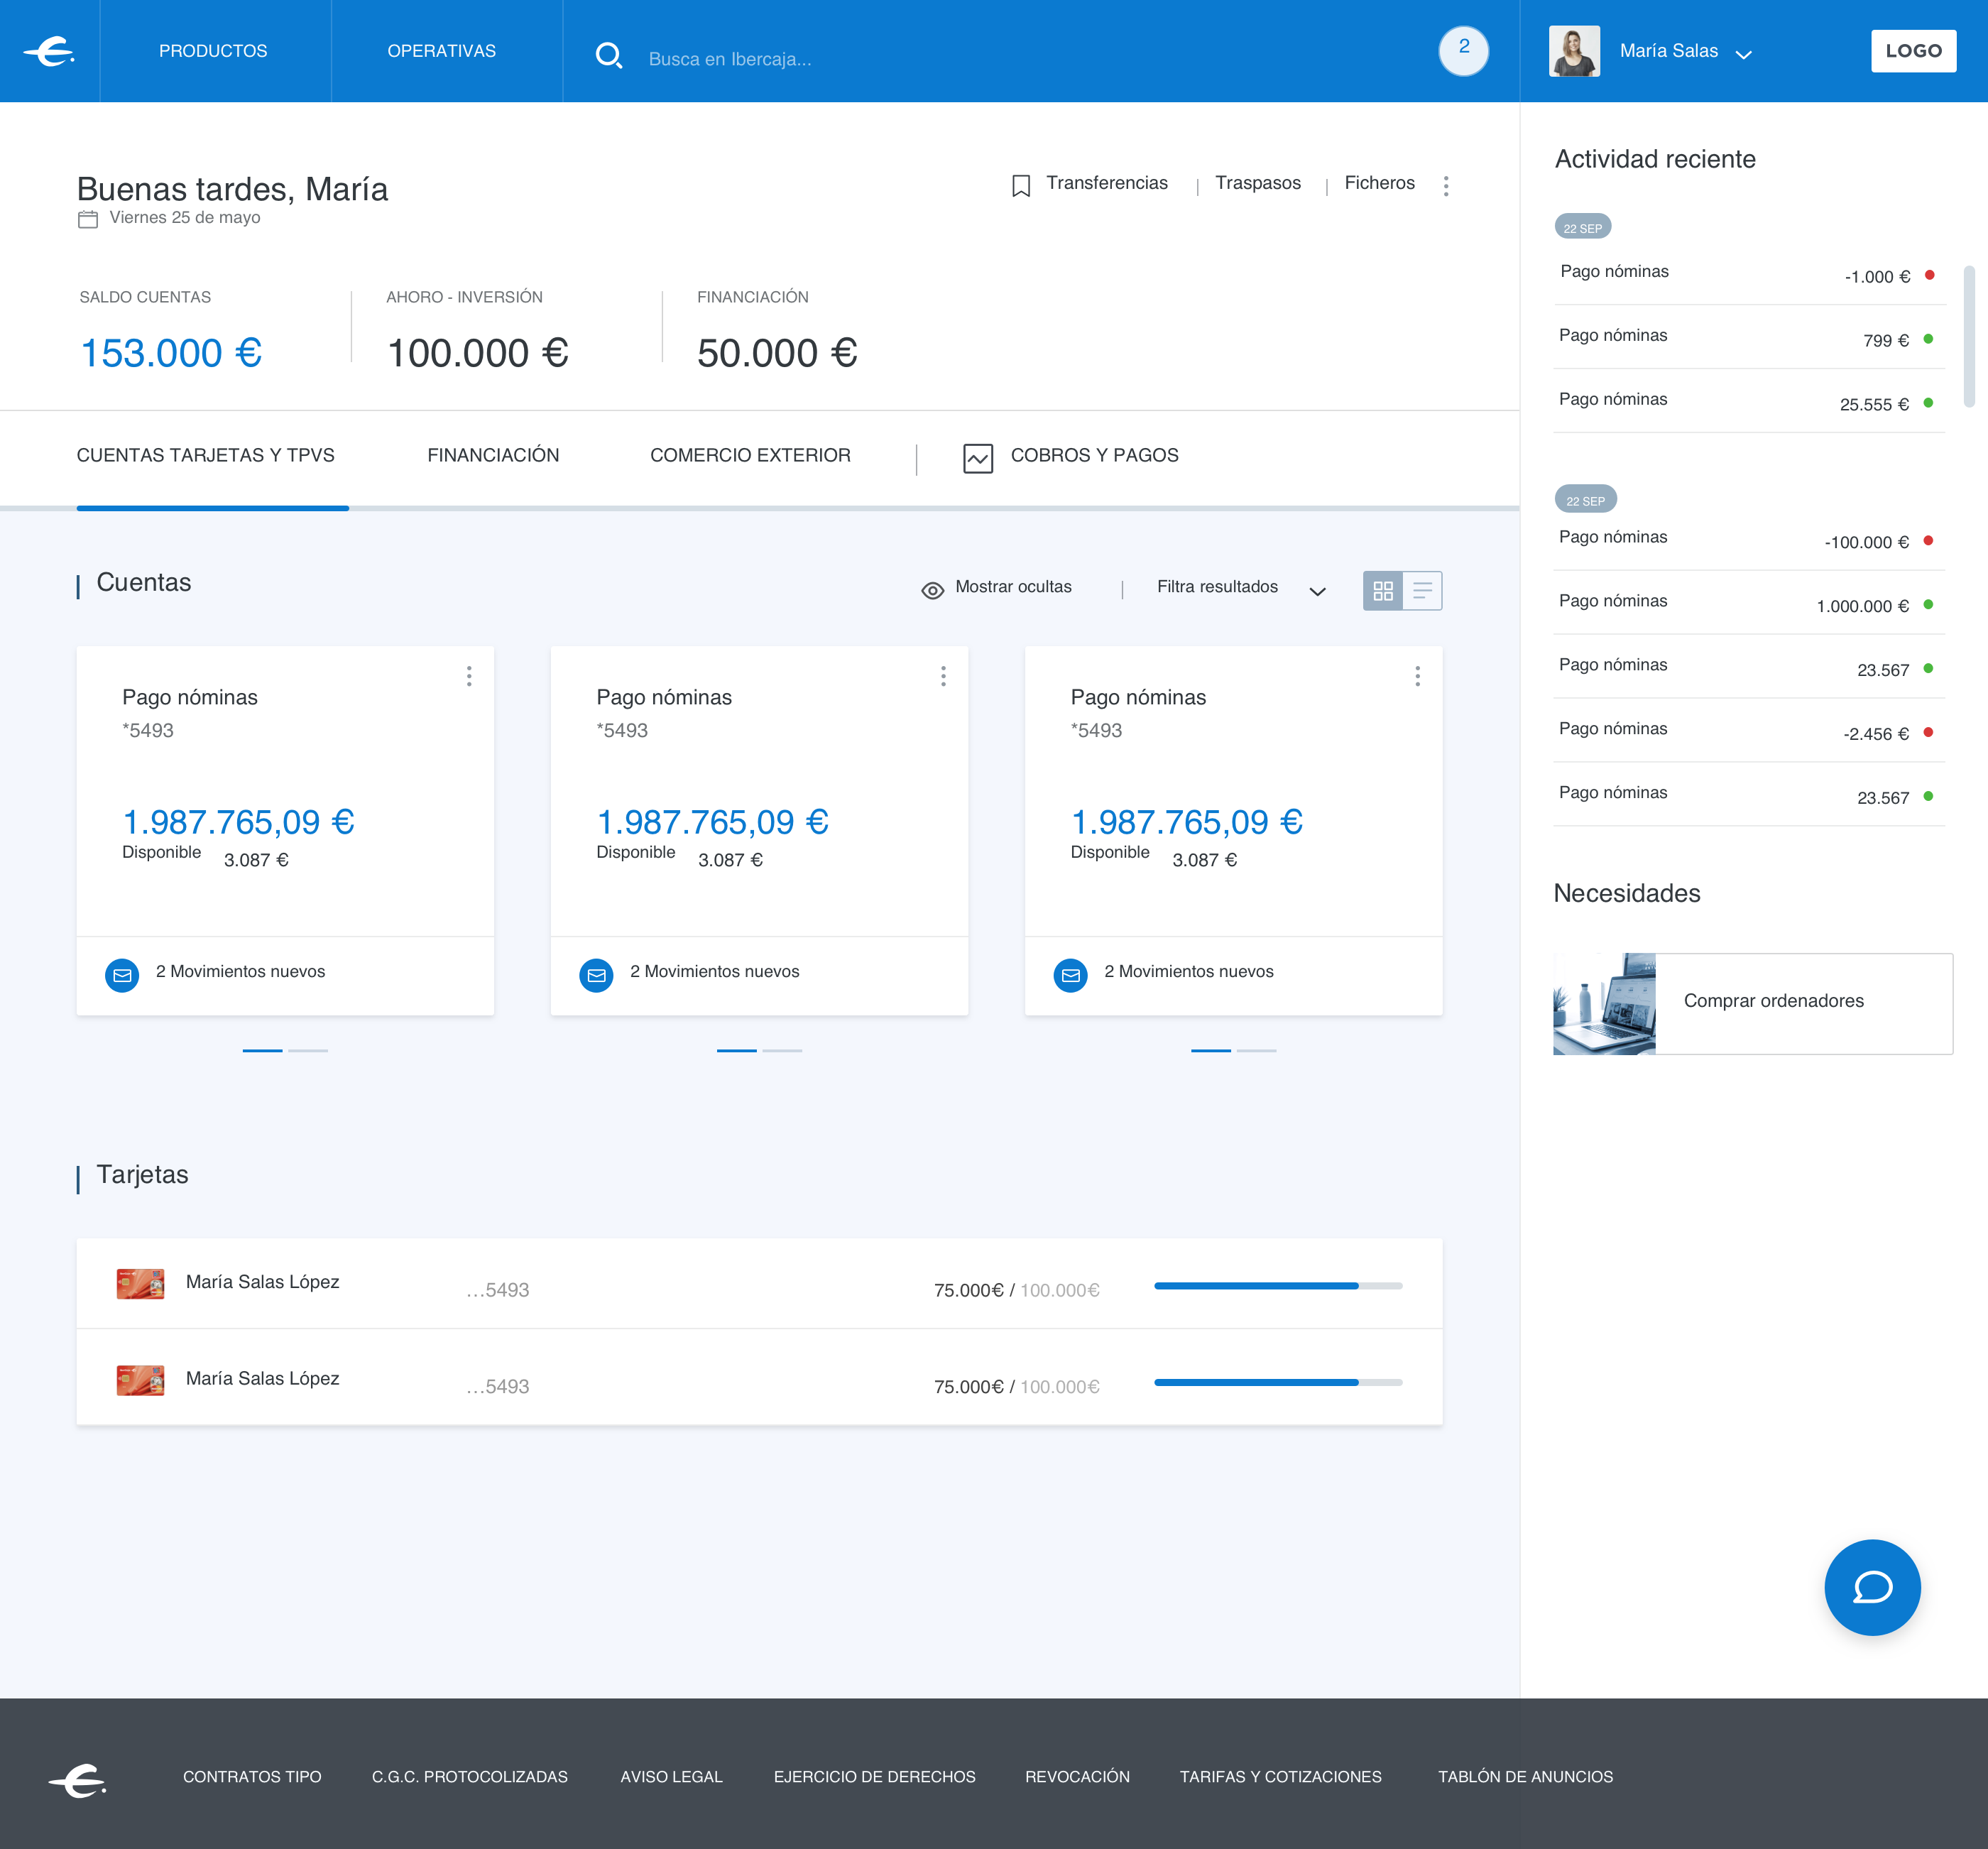 PRODUCTOS
OPERATIVAS
Busca en Ibercaja...
2
María Salas
LOGO
Buenas tardes, María
Viernes 25 de mayo
Transferencias
Traspasos
Ficheros
SALDO CUENTAS
153.000 €
AHORO - INVERSIÓN
100.000 €
FINANCIACIÓN
50.000 €
CUENTAS TARJETAS Y TPVS
FINANCIACIÓN
COMERCIO EXTERIOR
COBROS Y PAGOS
Cuentas
Mostrar ocultas
Filtra resultados
Pago nóminas
*5493
1.987.765,09 €
Disponible 3.087 €
2 Movimientos nuevos
Pago nóminas
*5493
1.987.765,09 €
Disponible 3.087 €
2 Movimientos nuevos
Pago nóminas
*5493
1.987.765,09 €
Disponible 3.087 €
2 Movimientos nuevos
Tarjetas
María Salas López ...5493 75.000€ / 100.000€
María Salas López ...5493 75.000€ / 100.000€
Actividad reciente
22 SEP
Pago nóminas -1.000 €
Pago nóminas 799 €
Pago nóminas 25.555 €
22 SEP
Pago nóminas -100.000 €
Pago nóminas 1.000.000 €
Pago nóminas 23.567
Pago nóminas -2.456 €
Pago nóminas 23.567
Necesidades
Comprar ordenadores
CONTRATOS TIPO
C.G.C. PROTOCOLIZADAS
AVISO LEGAL
EJERCICIO DE DERECHOS
REVOCACIÓN
TARIFAS Y COTIZACIONES
TABLÓN DE ANUNCIOS